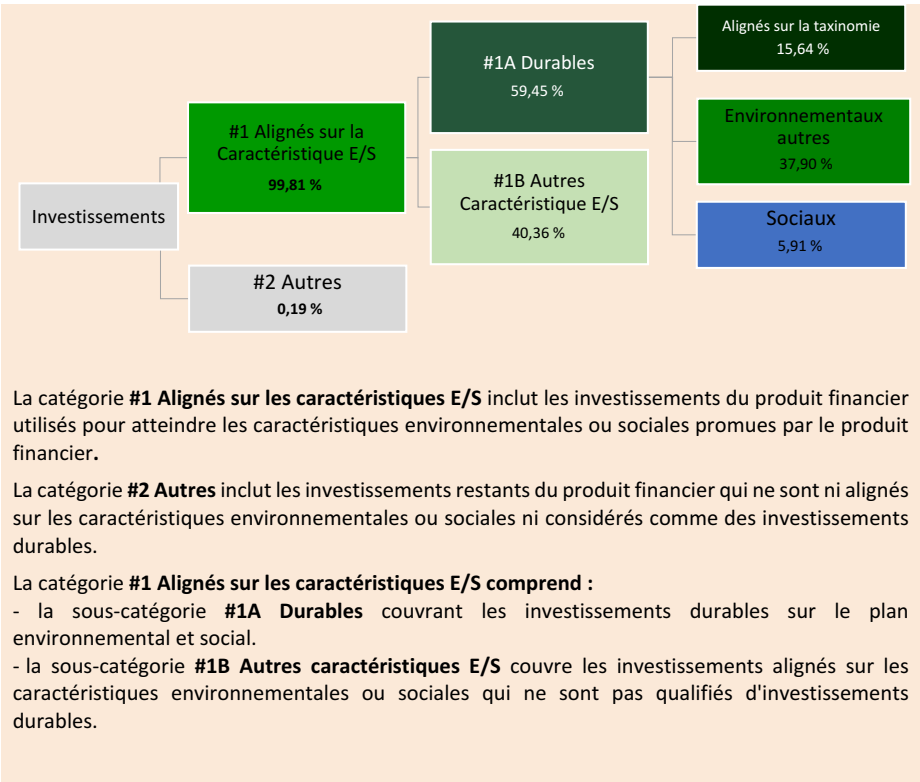 Investissements
#1 Alignés sur la
Caractéristique E/S
99,81 %
#2 Autres
0,19 %
#1A Durables
59,45 %
#1B Autres
Caractéristique E/S
40,36 %
Alignés sur la taxinomie
15,64 %
Environnementaux
autres
37,90 %
Sociaux
5,91 %
La catégorie #1 Alignés sur les caractéristiques E/S inclut les investissements du produit financier
utilisés pour atteindre les caractéristiques environnementales ou sociales promues par le produit
financier.
La catégorie #2 Autres inclut les investissements restants du produit financier qui ne sont ni alignés
sur les caractéristiques environnementales ou sociales ni considérés comme des investissements
durables.
La catégorie #1 Alignés sur les caractéristiques E/S comprend :
- la sous-catégorie #1A Durables couvrant les investissements durables sur le plan
environnemental et social.
- la sous-catégorie #1B Autres caractéristiques E/S couvre les investissements alignés sur les
caractéristiques environnementales ou sociales qui ne sont pas qualifiés d'investissements
durables.